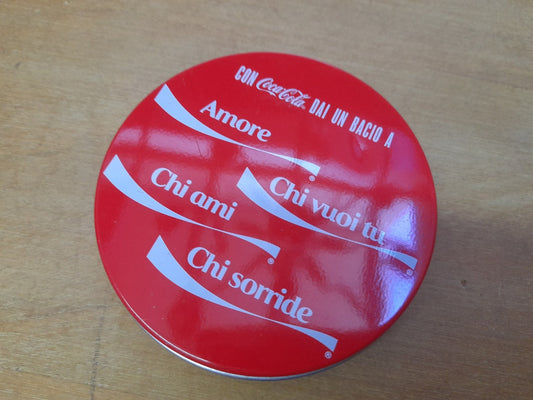 CON Coca-Cola® DAI UN BACIO A
Amore ®
Chi ami ®
Chi vuoi tu ®
Chi sorride ®